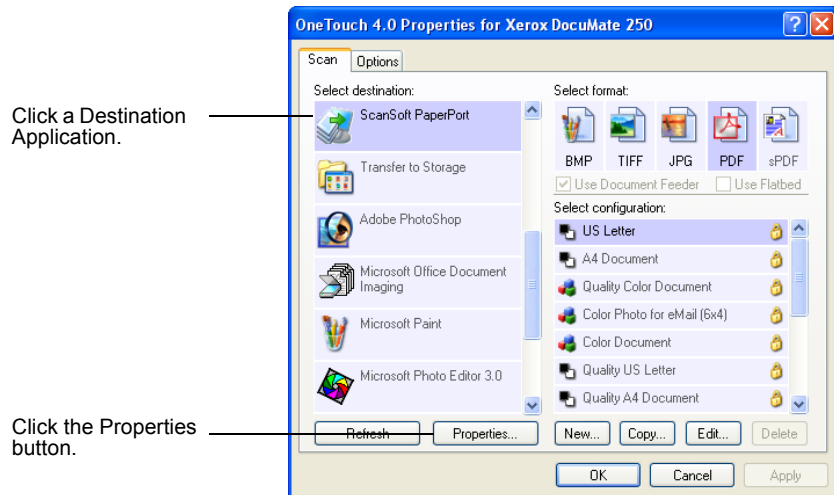 OneTouch 4.0 Properties for Xerox DocuMate 250
Scan
Options
Select destination:
ScanSoft PaperPort
Transfer to Storage
Adobe PhotoShop
Microsoft Office Document
Imaging
Microsoft Paint
Microsoft Photo Editor 3.0
Refresh
Properties...
Select format:
BMP
TIFF
JPG
PDF
sPDF
Use Document Feeder
Use Flatbed
Select configuration:
US Letter
A4 Document
Quality Color Document
Color Photo for eMail (6x4)
Color Document
Quality US Letter
Quality A4 Document
New...
Copy...
Edit...
Delete
OK
Cancel
Apply
Click a Destination
Application.
Click the Properties
button.